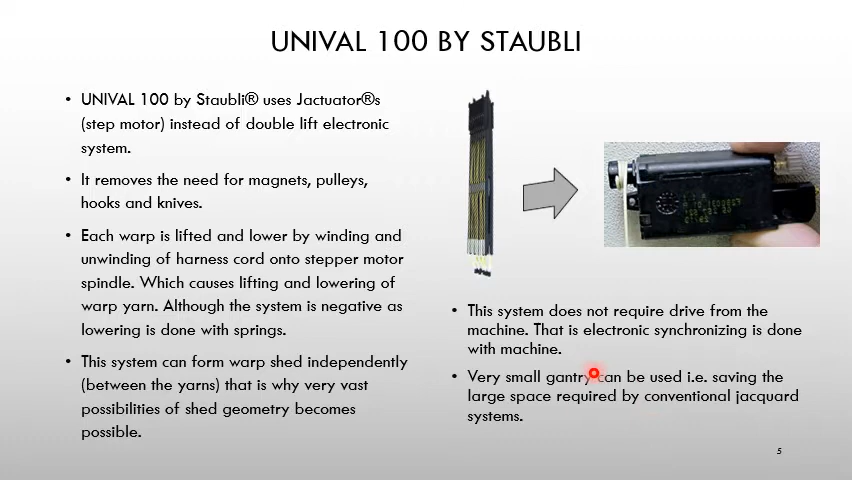 UNIVAL 100 BY STAUBLI
• UNIVAL 100 by Staubli® uses Jactuator®s
(step motor) instead of double lift electronic
system.
• It removes the need for magnets, pulleys,
hooks and knives.
• Each warp is lifted and lower by winding and
unwinding of harness cord onto stepper motor
spindle. Which causes lifting and lowering of
warp yarn. Although the system is negative as
lowering is done with springs.
• This system can form warp shed independently
(between the yarns) that is why very vast
possibilities of shed geometry becomes
possible.
• This system does not require drive from the
machine. That is electronic synchronizing is done
with machine.
• Very small gantry can be used i.e. saving the
large space required by conventional jacquard
systems.
5